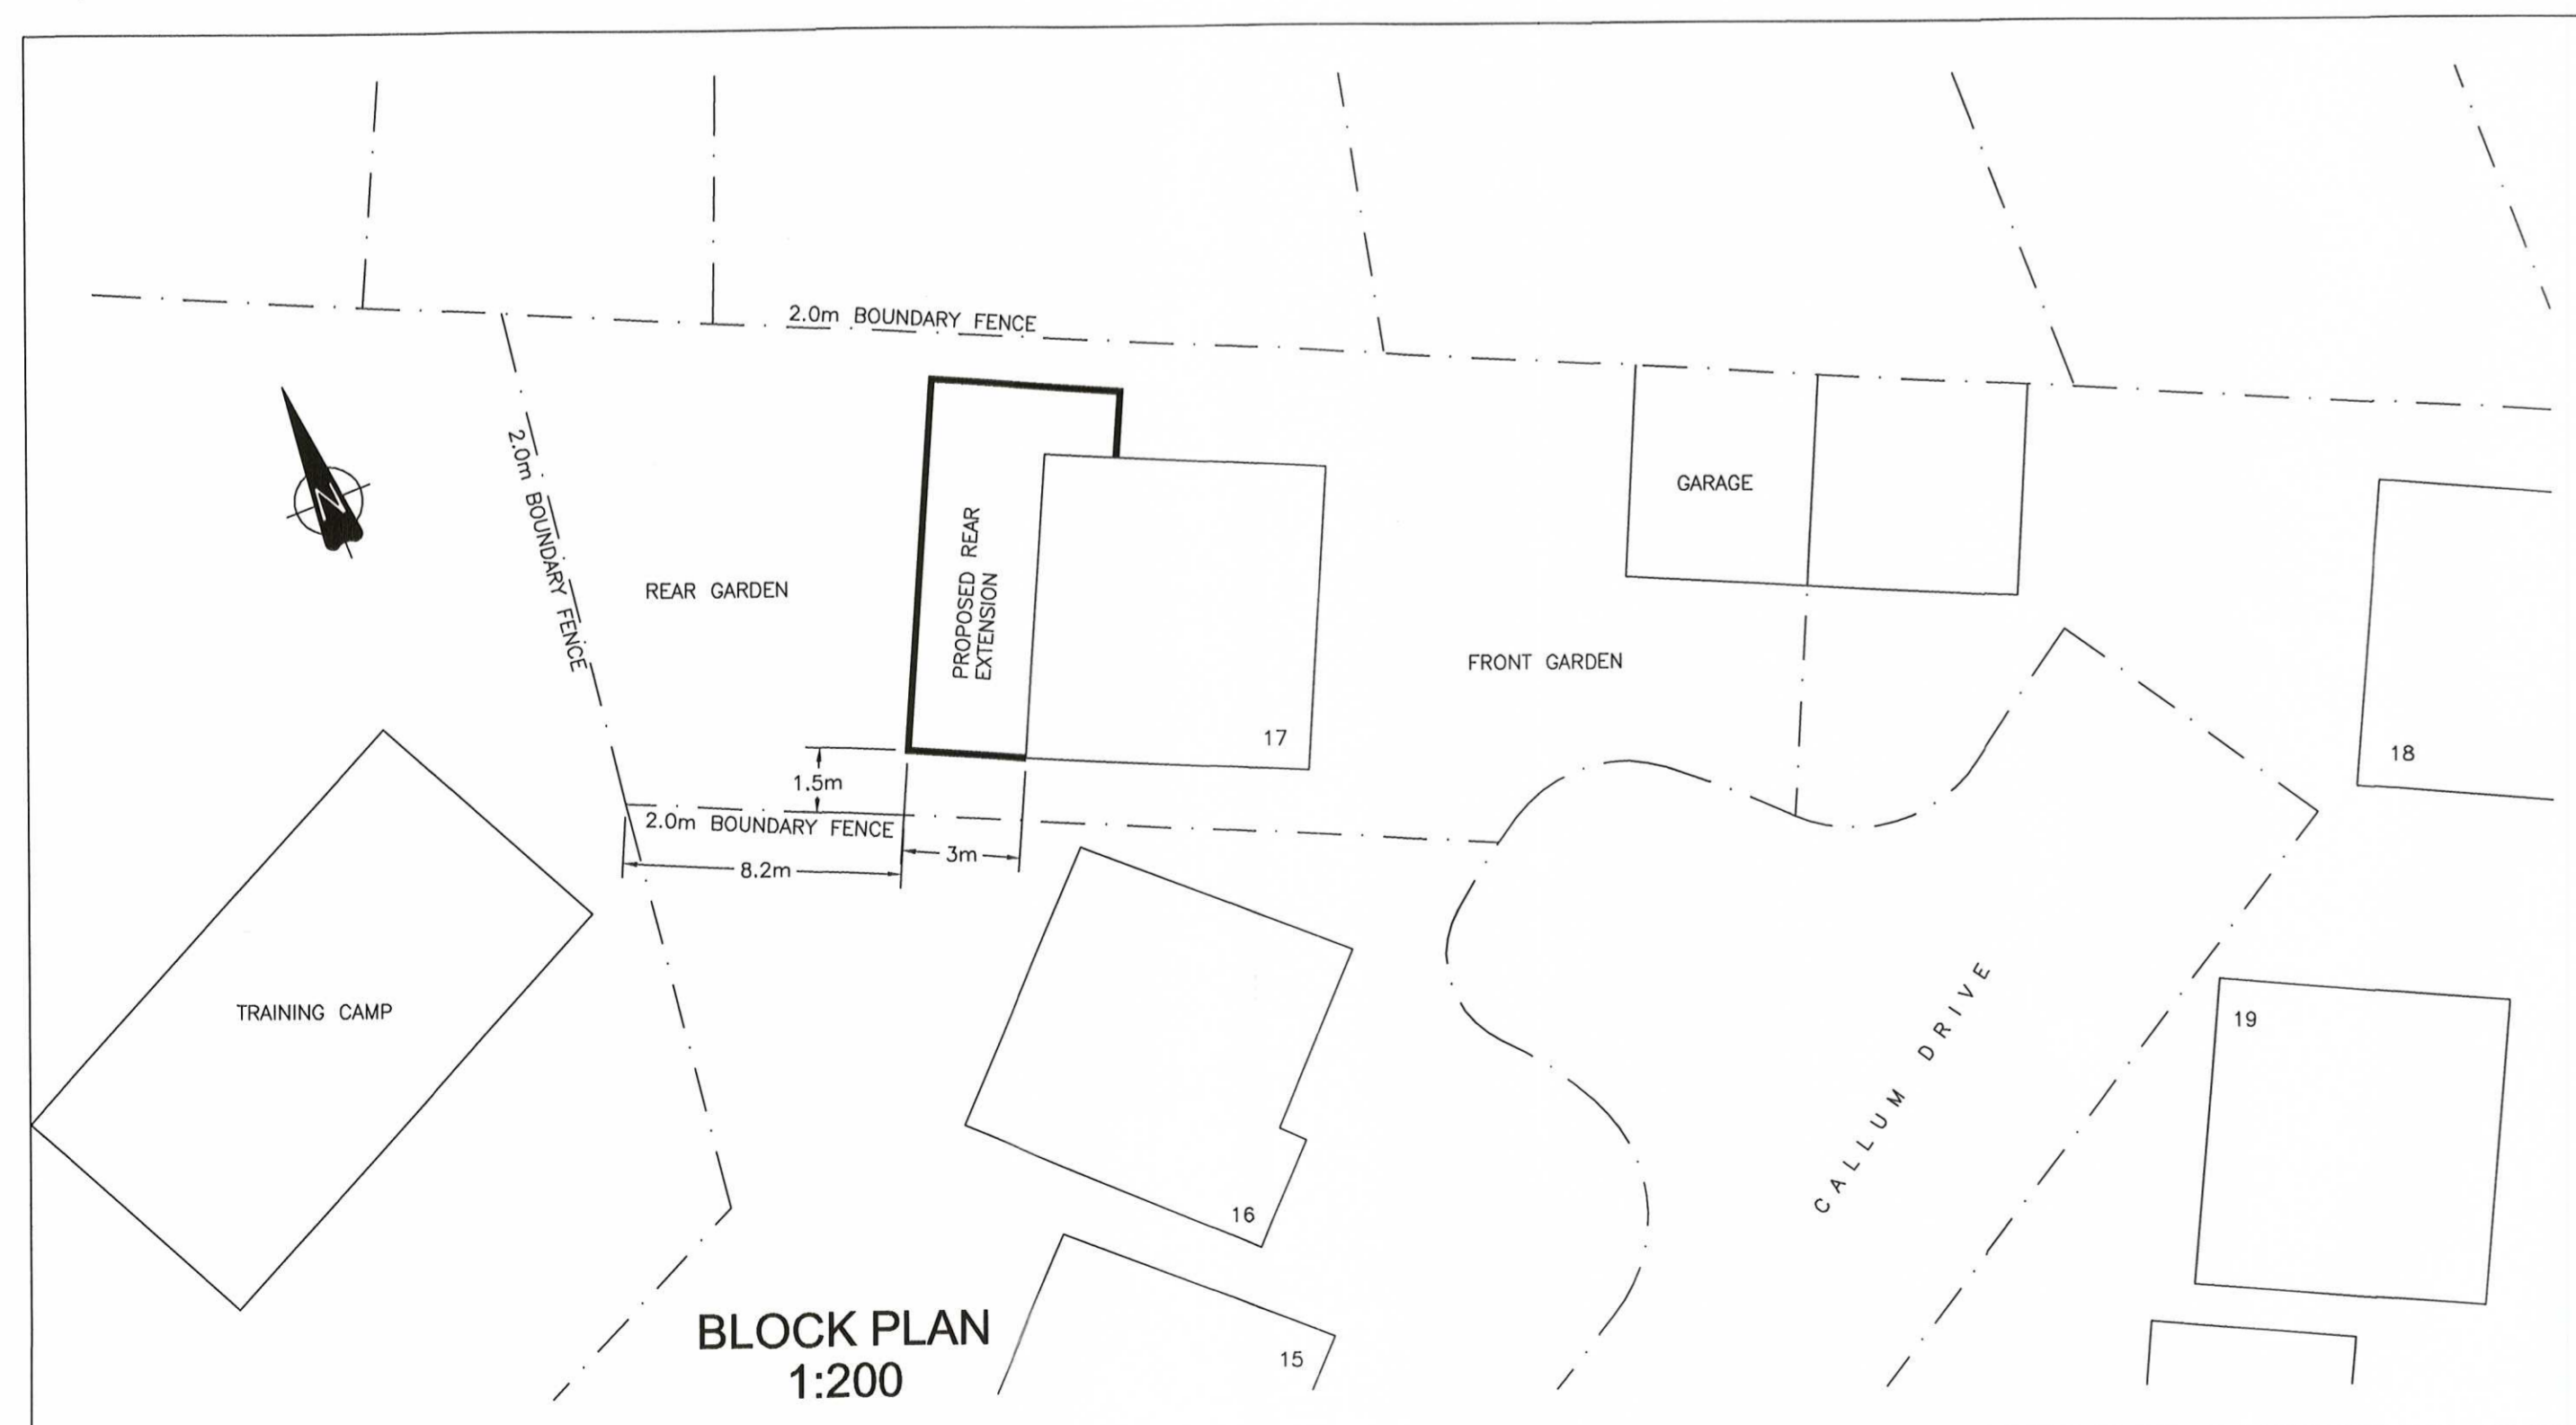 2.0m BOUNDARY FENCE
2.0m BOUNDARY FENCE
N
GARAGE
REAR GARDEN
PROPOSED REAR
EXTENSION
FRONT GARDEN
17
18
1.5m
2.0m BOUNDARY FENCE
3m
8.2m
TRAINING CAMP
CALLUM DRIVE
19
16
BLOCK PLAN
1:200
15